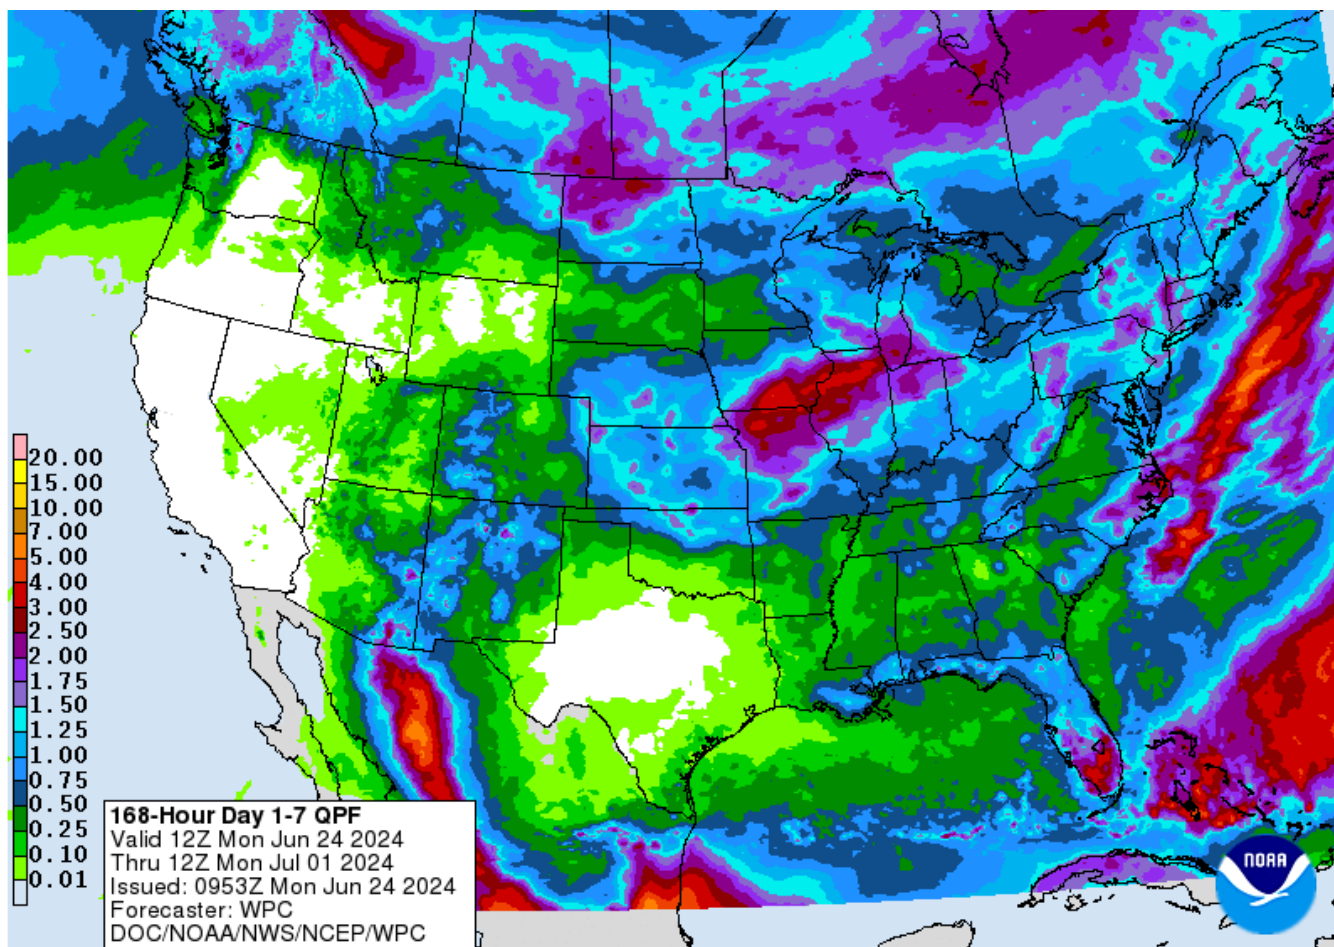 20.00
15.00
10.00
7.00
5.00
4.00
3.00
2.50
2.00
1.75
1.50
1.25
1.00
0.75
0.50
0.25
0.10
0.01
168-Hour Day 1-7 QPF
Valid 12Z Mon Jun 24 2024
Thru 12Z Mon Jul 01 2024
Issued: 0953Z Mon Jun 24 2024
Forecaster: WPC
DOC/NOAA/NWS/NCEP/WPC
NOAA